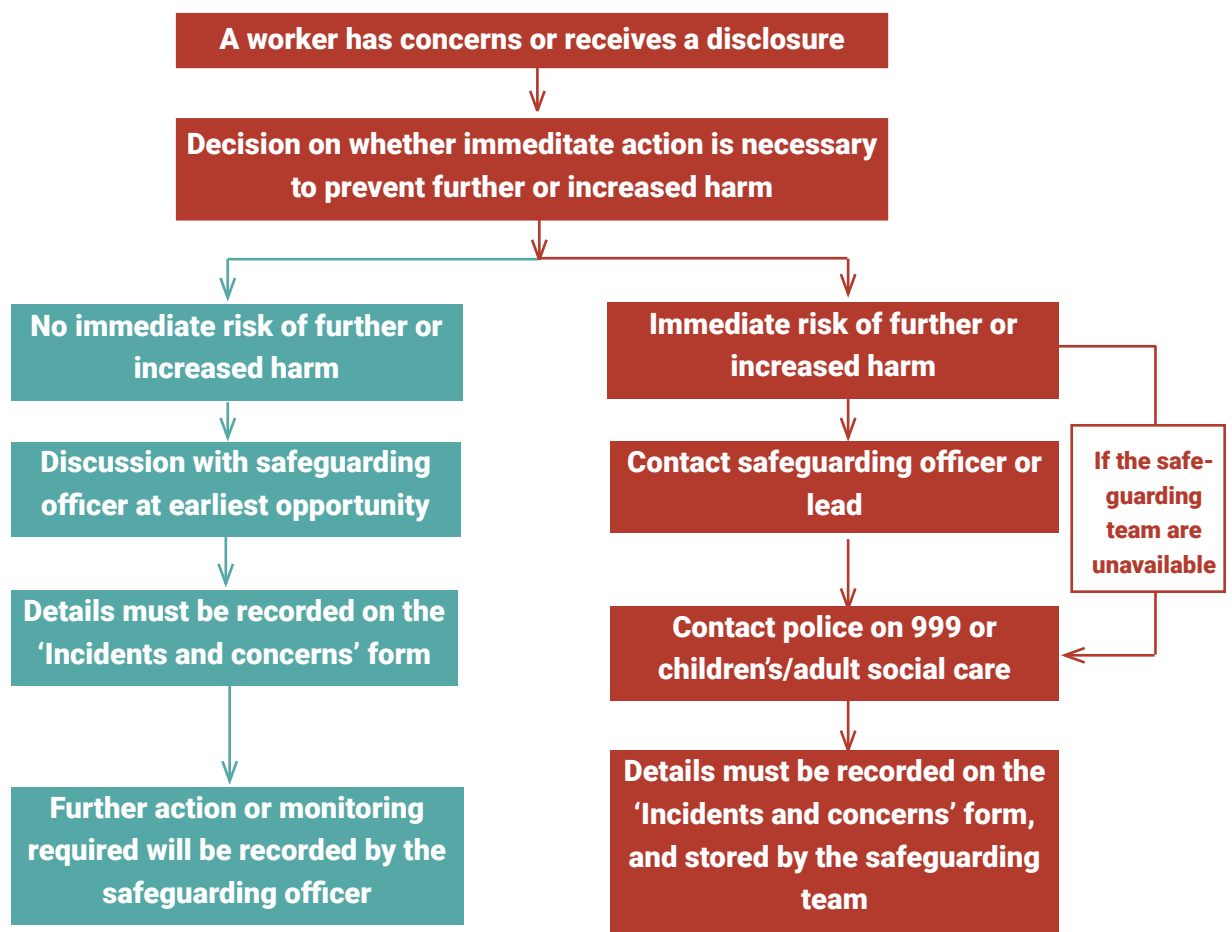 A worker has concerns or receives a disclosure
Decision on whether immeditate action is necessary
to prevent further or increased harm
No immediate risk of further or
increased harm
Discussion with safeguarding
officer at earliest opportunity
Details must be recorded on the
‘Incidents and concerns’ form
Further action or monitoring
required will be recorded by the
safeguarding officer
Immediate risk of further or
increased harm
Contact safeguarding officer or
lead
If the safe-
guarding
team are
unavailable
Contact police on 999 or
children’s/adult social care
Details must be recorded on the
‘Incidents and concerns’ form,
and stored by the safeguarding
team